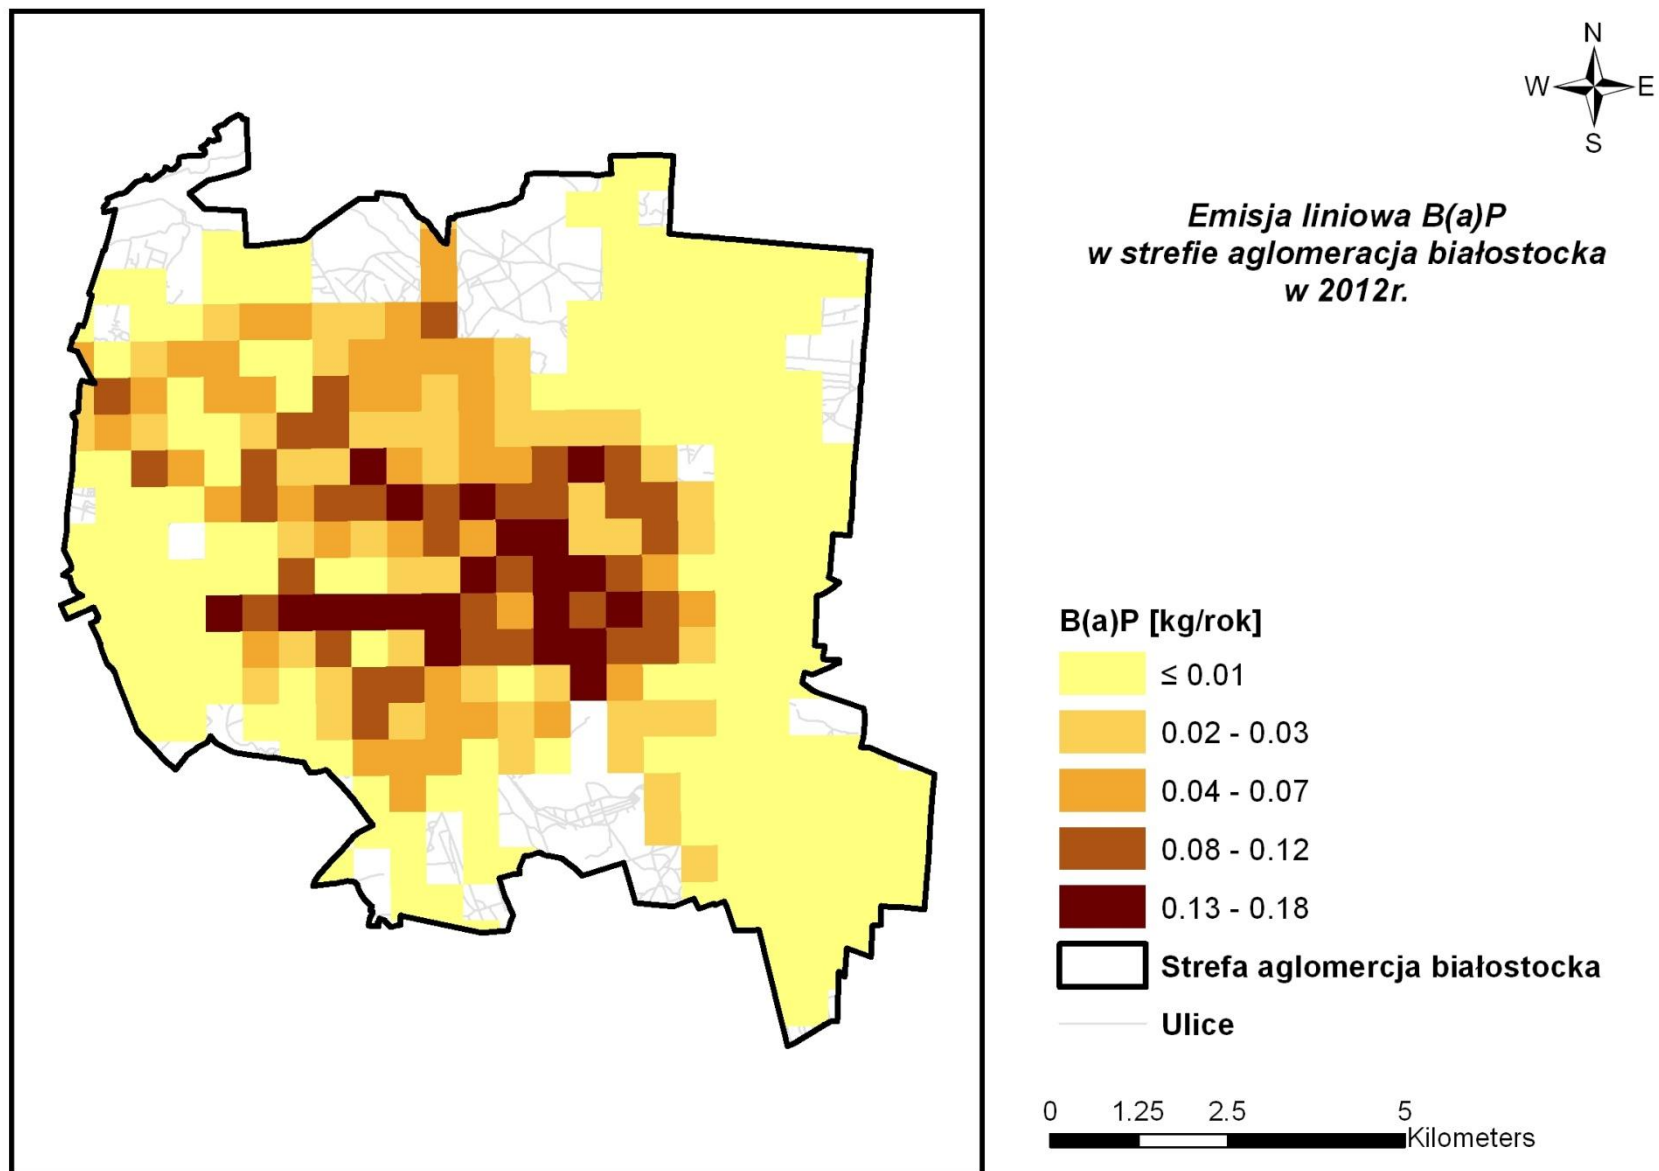 N
W E
S
Emisja liniowa B(a)P
w strefie aglomeracja białostocka
w 2012r.
B(a)P [kg/rok]
≤ 0.01
0.02 - 0.03
0.04 - 0.07
0.08 - 0.12
0.13 - 0.18
Strefa aglomercja białostocka
Ulice
0 1.25 2.5 5
Kilometers